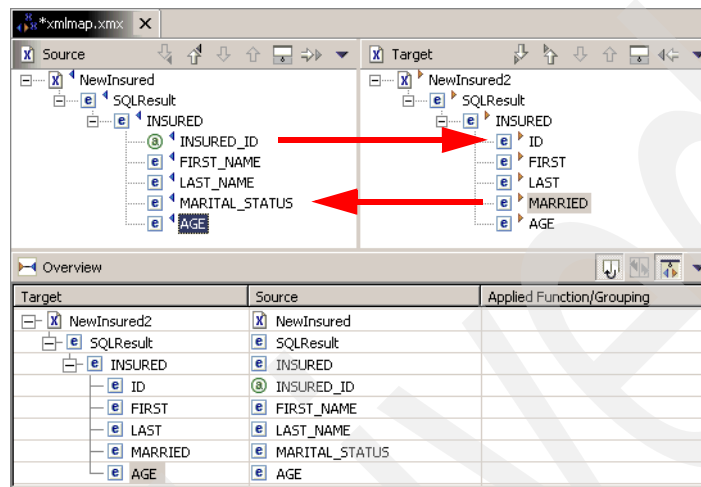 *xmlmap.xmx
Source
Target
NewInsured
SQLResult
INSURED
INSURED_ID
FIRST_NAME
LAST_NAME
MARITAL_STATUS
AGE
NewInsured2
SQLResult
INSURED
ID
FIRST
LAST
MARRIED
AGE
Overview
Target Source Applied Function/Grouping
NewInsured2 NewInsured
SQLResult SQLResult
INSURED INSURED
ID INSURED_ID
FIRST FIRST_NAME
LAST LAST_NAME
MARRIED MARITAL_STATUS
AGE AGE